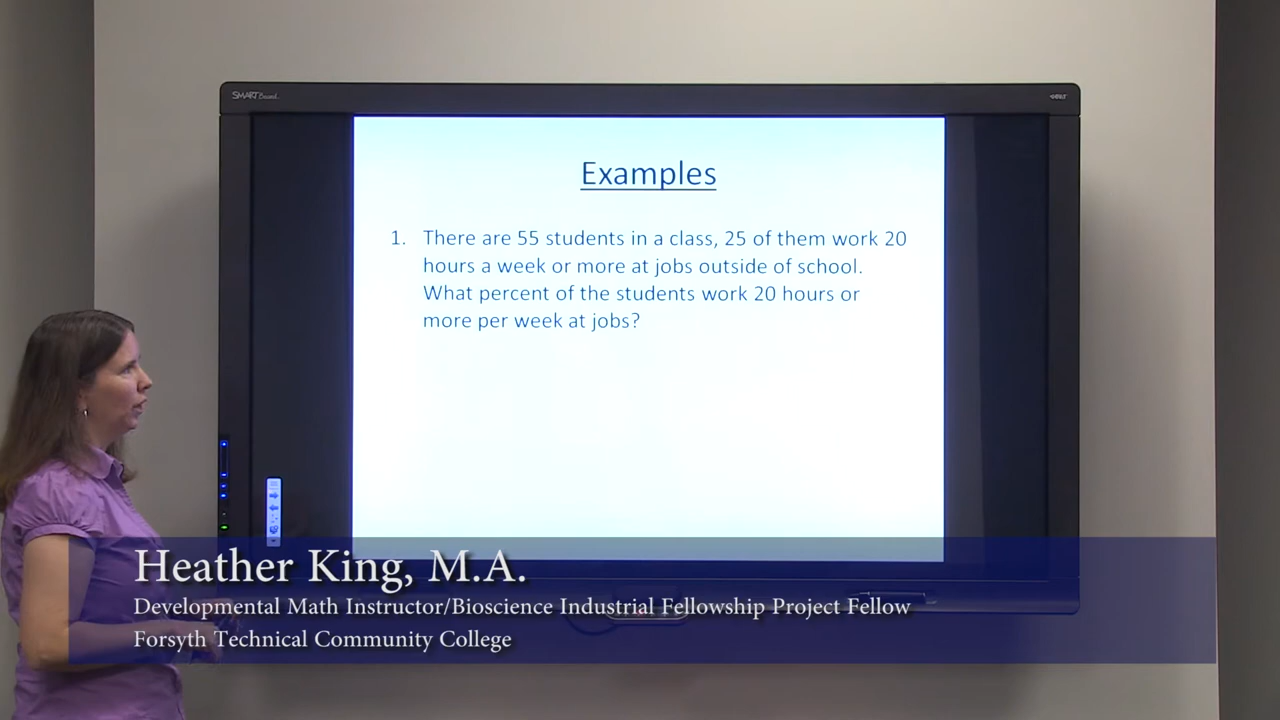 SMART Board
Examples
1. There are 55 students in a class, 25 of them work 20
hours a week or more at jobs outside of school.
What percent of the students work 20 hours or
more per week at jobs?
Heather King, M.A.
Developmental Math Instructor/Bioscience Industrial Fellowship Project Fellow
Forsyth Technical Community College